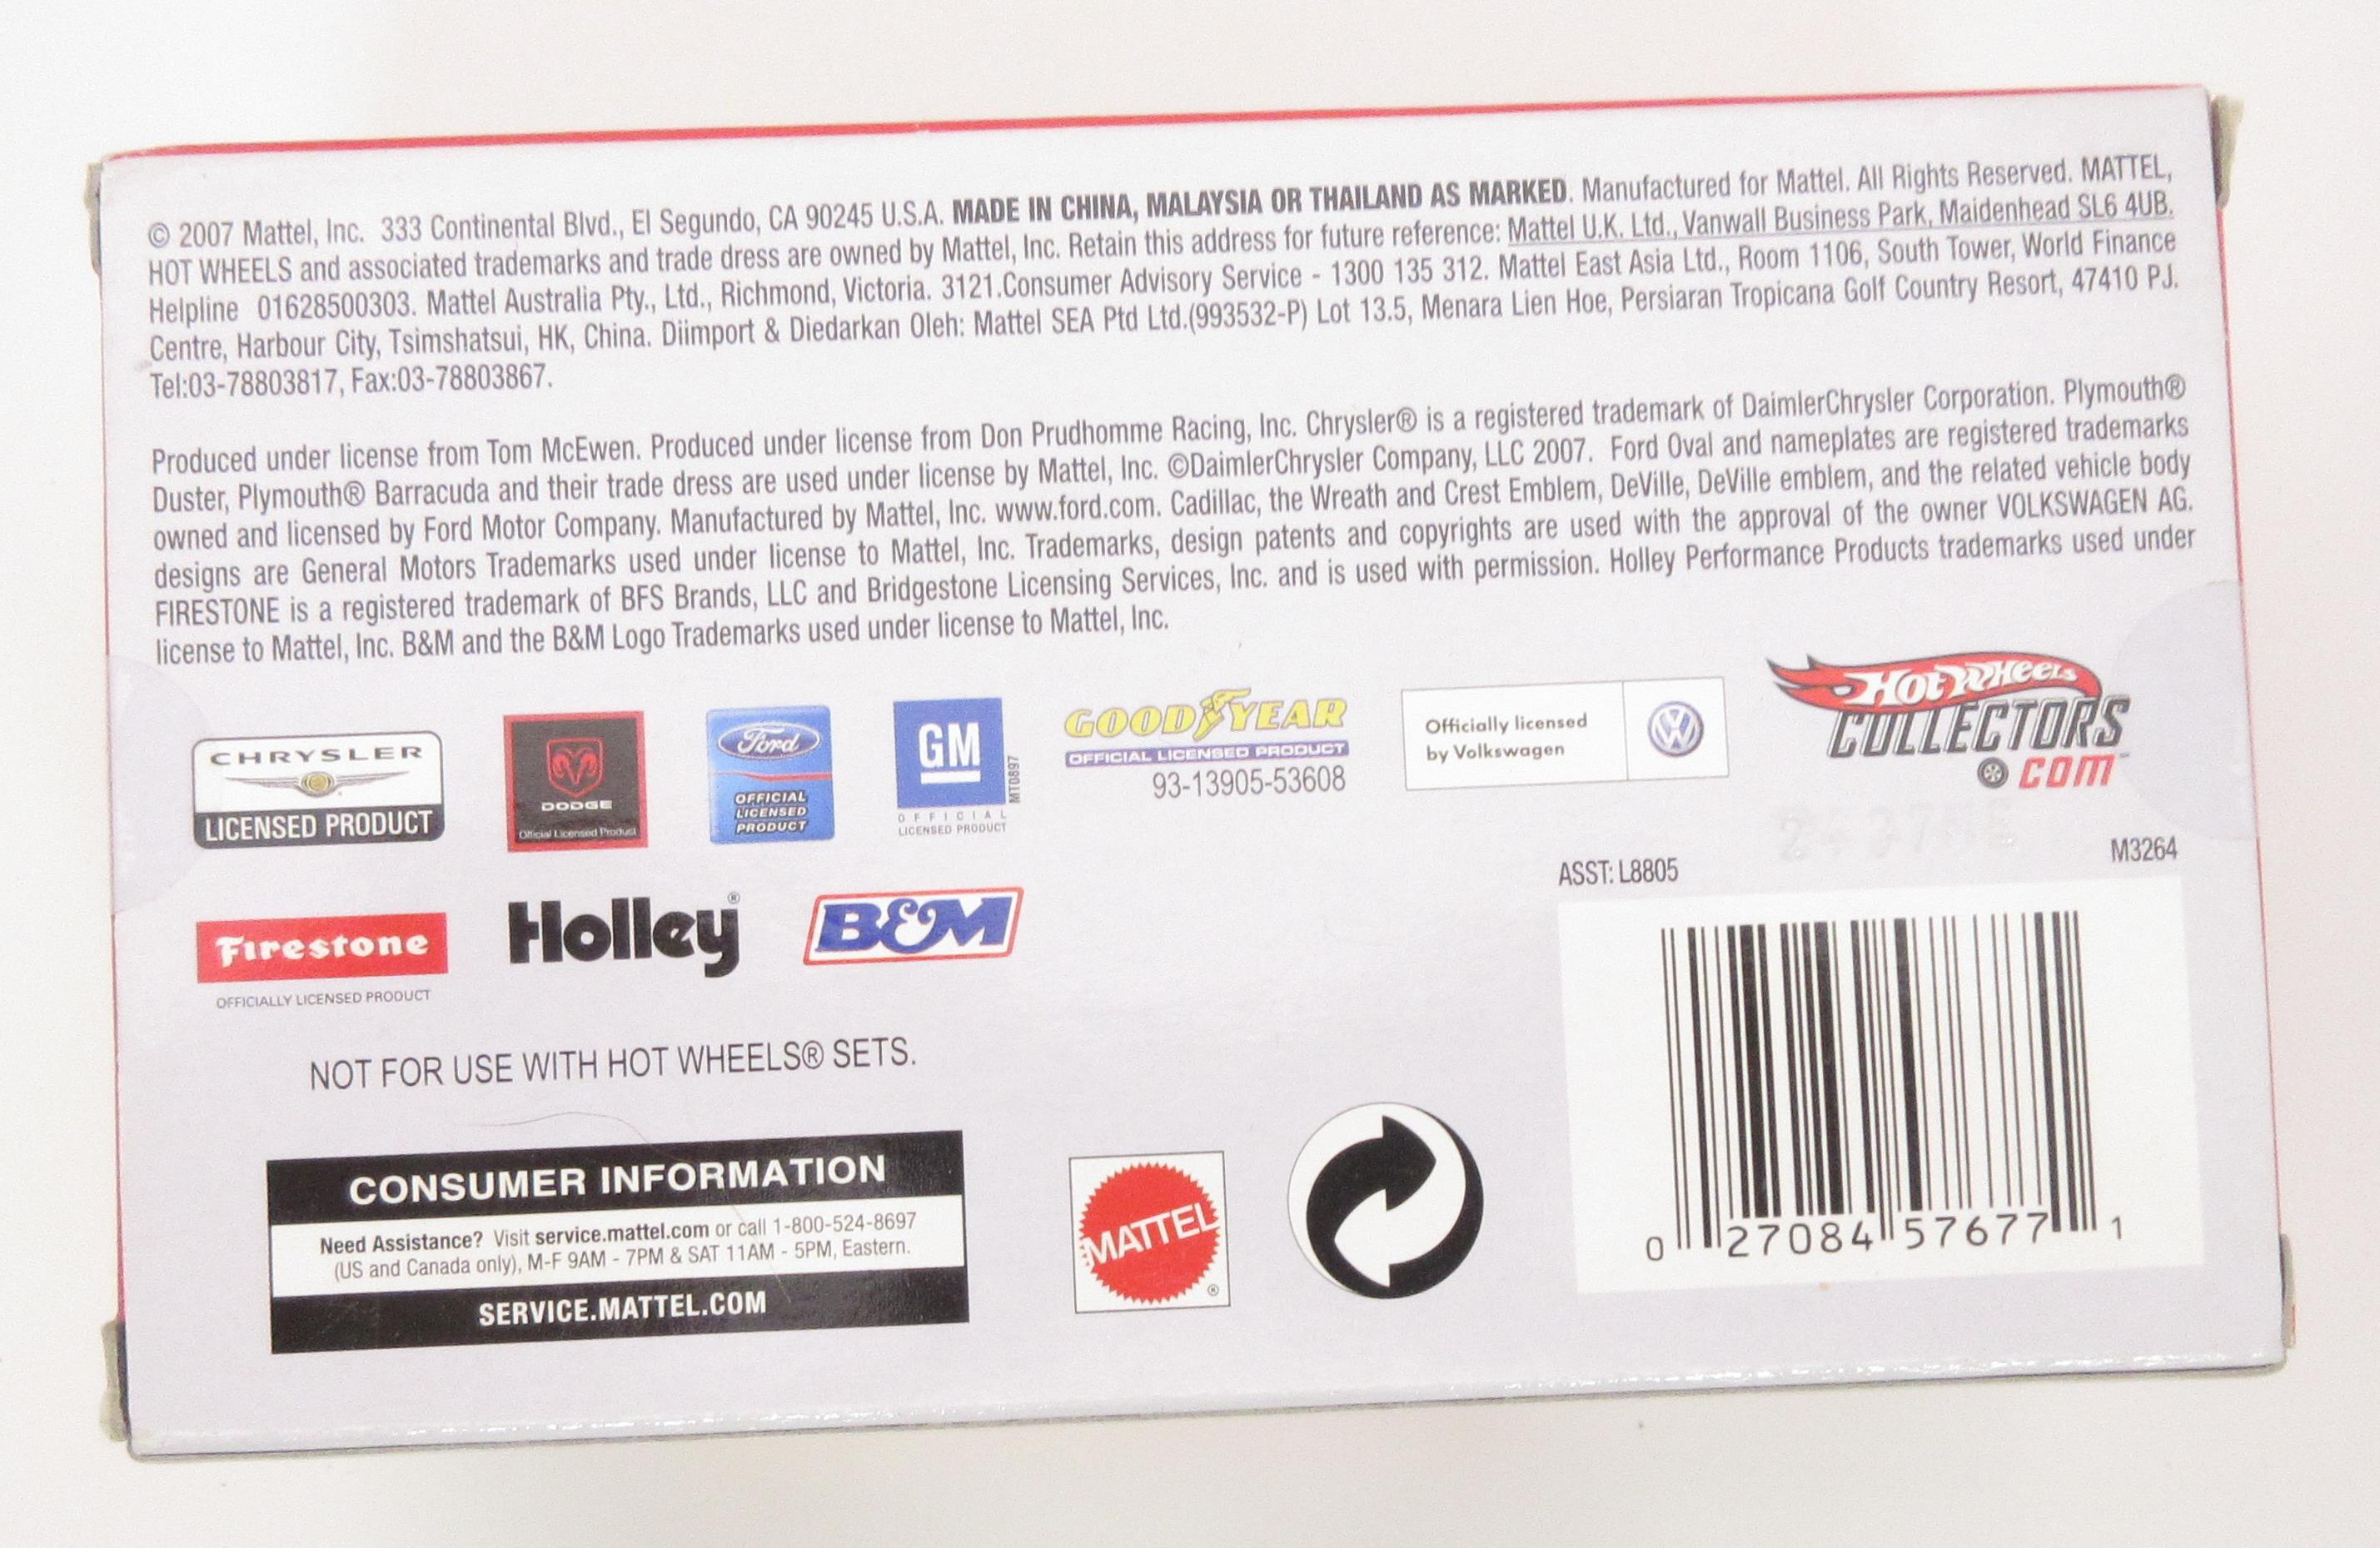 © 2007 Mattel, Inc. 333 Continental Blvd., El Segundo, CA 90245 U.S.A. MADE IN CHINA, MALAYSIA OR THAILAND AS MARKED. Manufactured for Mattel. All Rights Reserved. MATTEL,
HOT WHEELS and associated trademarks and trade dress are owned by Mattel, Inc. Retain this address for future reference: Mattel U.K. Ltd., Vanwall Business Park, Maidenhead SL6 4UB.
Helpline 01628500303. Mattel Australia Pty., Ltd., Richmond, Victoria. 3121.Consumer Advisory Service - 1300 135 312. Mattel East Asia Ltd., Room 1106, South Tower, World Finance
Centre, Harbour City, Tsimshatsui, HK, China. Diimport & Diedarkan Oleh: Mattel SEA Ptd Ltd.(993532-P) Lot 13.5, Menara Lien Hoe, Persiaran Tropicana Golf Country Resort, 47410 PJ.
Tel:03-78803817, Fax:03-78803867.
Produced under license from Tom McEwen. Produced under license from Don Prudhomme Racing, Inc. Chrysler® is a registered trademark of DaimlerChrysler Corporation. Plymouth®
Duster, Plymouth® Barracuda and their trade dress are used under license by Mattel, Inc. ©DaimlerChrysler Company, LLC 2007. Ford Oval and nameplates are registered trademarks
owned and licensed by Ford Motor Company. Manufactured by Mattel, Inc. www.ford.com. Cadillac, the Wreath and Crest Emblem, DeVille, DeVille emblem, and the related vehicle body
designs are General Motors Trademarks used under license to Mattel, Inc. Trademarks, design patents and copyrights are used with the approval of the owner VOLKSWAGEN AG.
FIRESTONE is a registered trademark of BFS Brands, LLC and Bridgestone Licensing Services, Inc. and is used with permission. Holley Performance Products trademarks used under
license to Mattel, Inc. B&M and the B&M Logo Trademarks used under license to Mattel, Inc.
CHRYSLER
LICENSED PRODUCT
DODGE
Official Licensed Product
Ford
OFFICIAL
LICENSED
PRODUCT
GM
MT0897
OFFICIAL
LICENSED PRODUCT
GOODYEAR
OFFICIAL LICENSED PRODUCT
93-13905-53608
Officially licensed
by Volkswagen
VW
Hot Wheels
COLLECTORS™
.COM
Firestone
OFFICIALLY LICENSED PRODUCT
Holley®
B&M
ASST: L8805
M3264
NOT FOR USE WITH HOT WHEELS® SETS.
CONSUMER INFORMATION
Need Assistance? Visit service.mattel.com or call 1-800-524-8697
(US and Canada only), M-F 9AM - 7PM & SAT 11AM - 5PM, Eastern.
SERVICE.MATTEL.COM
MATTEL®
0 27084 57677 1